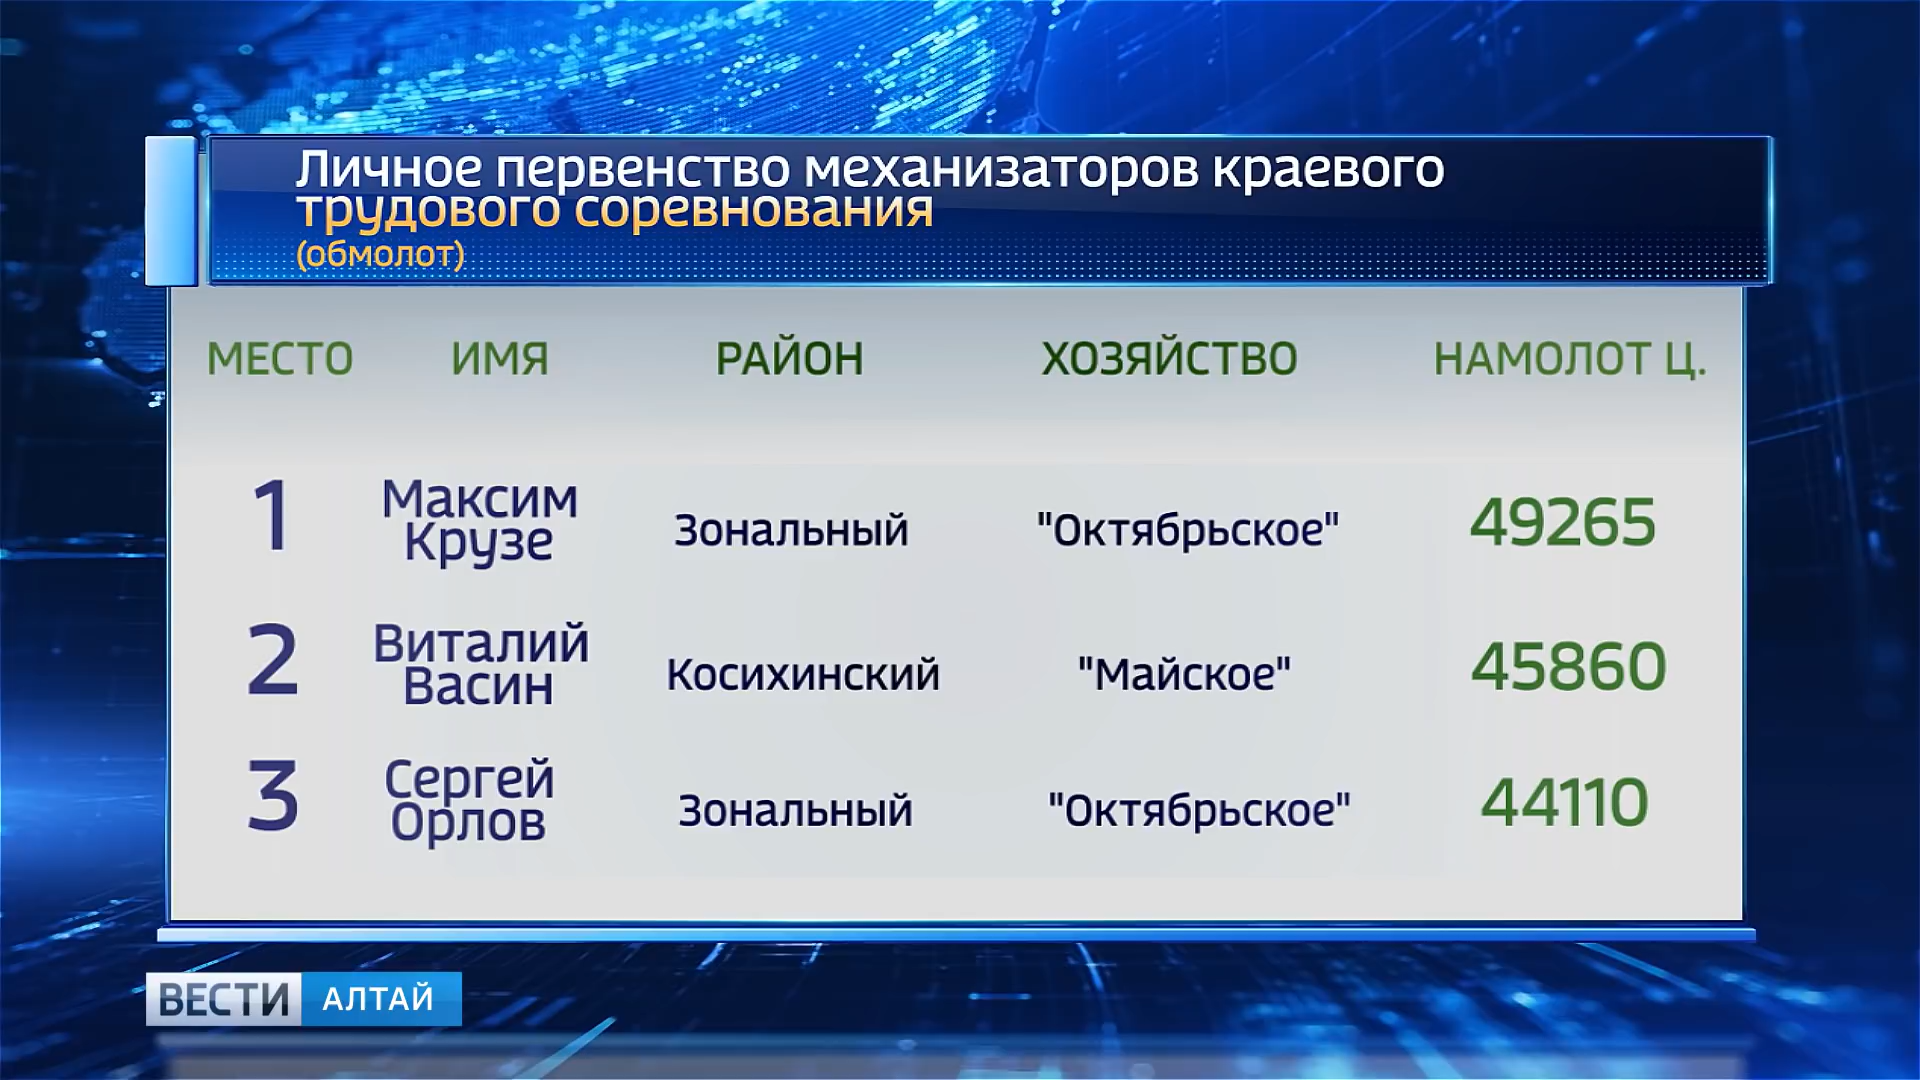 Личное первенство механизаторов краевого
трудового соревнования
(обмолот)
МЕСТО ИМЯ РАЙОН ХОЗЯЙСТВО НАМОЛОТ Ц.
1 Максим Крузе Зональный "Октябрьское" 49265
2 Виталий Васин Косихинский "Майское" 45860
3 Сергей Орлов Зональный "Октябрьское" 44110
ВЕСТИ АЛТАЙ